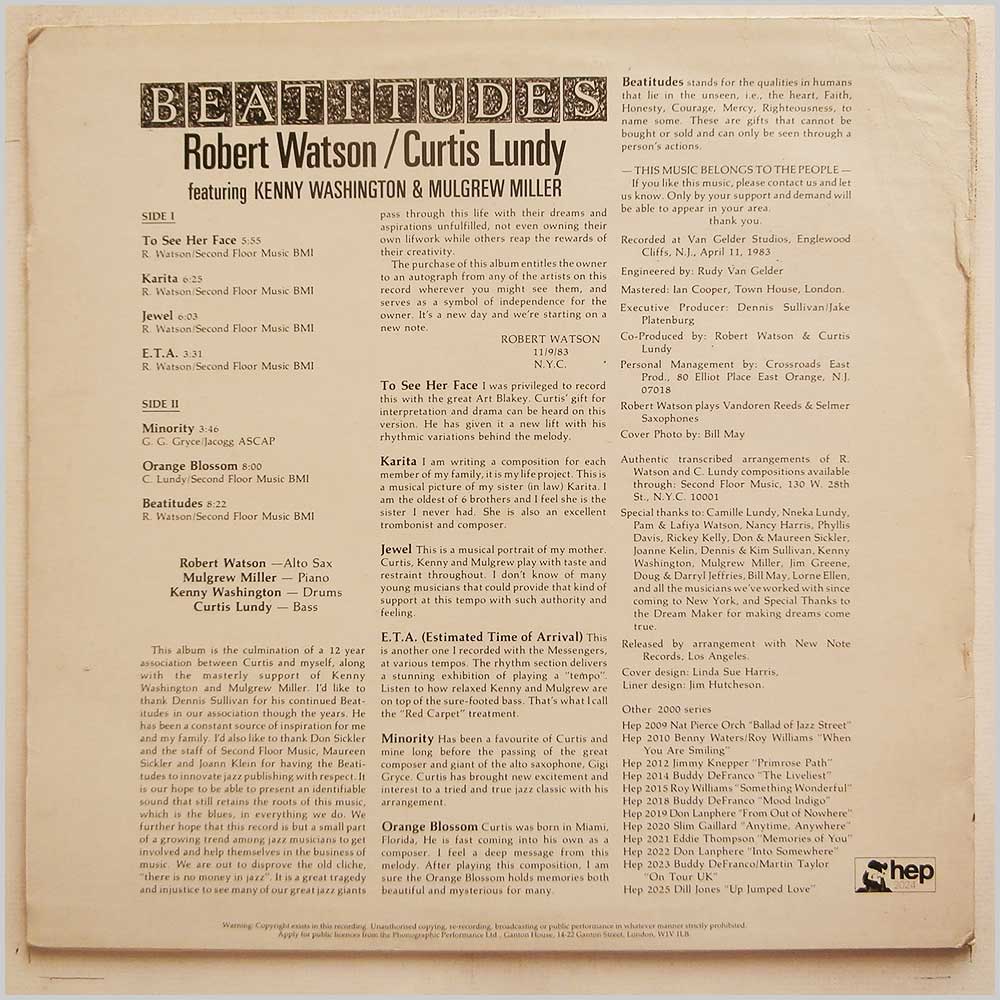 BEATITUDES
Robert Watson / Curtis Lundy
featuring KENNY WASHINGTON & MULGREW MILLER
SIDE I
To See Her Face 5:55
R. Watson/Second Floor Music BMI
Karita 6:25
R. Watson/Second Floor Music BMI
Jewel 6:03
R. Watson/Second Floor Music BMI
E.T.A. 3:31
R. Watson/Second Floor Music BMI
SIDE II
Minority 3:46
G. G. Gryce/Jacogg ASCAP
Orange Blossom 8:00
C. Lundy/Second Floor Music BMI
Beatitudes 8:22
R. Watson/Second Floor Music BMI
Robert Watson —Alto Sax
Mulgrew Miller — Piano
Kenny Washington — Drums
Curtis Lundy — Bass
This album is the culmination of a 12 year
association between Curtis and myself, along
with the masterly support of Kenny
Washington and Mulgrew Miller. I'd like to
thank Dennis Sullivan for his continued Beat-
itudes in our association though the years. He
has been a constant source of inspiration for me
and my family. I'd also like to thank Don Sickler
and the staff of Second Floor Music, Maureen
Sickler and Joann Klein for having the Beati-
tudes to innovate jazz publishing with respect. It
is our hope to be able to present an identifiable
sound that still retains the roots of this music,
which is the blues, in everything we do. We
further hope that this record is but a small part
of a growing trend among jazz musicians to get
involved and help themselves in the business of
music. We are out to disprove the old cliche,
"there is no money in jazz". It is a great tragedy
and injustice to see many of our great jazz giants
pass through this life with their dreams and
aspirations unfulfilled, not even owning their
own lifwork while others reap the rewards of
their creativity.
The purchase of this album entitles the owner
to an autograph from any of the artists on this
record wherever you might see them, and
serves as a symbol of independence for the
owner. It's a new day and we're starting on a
new note.
ROBERT WATSON
11/9/83
N.Y.C.
To See Her Face I was privileged to record
this with the great Art Blakey. Curtis' gift for
interpretation and drama can be heard on this
version. He has given it a new lift with his
rhythmic variations behind the melody.
Karita I am writing a composition for each
member of my family, it is my life project. This is
a musical picture of my sister (in law) Karita. I
am the oldest of 6 brothers and I feel she is the
sister I never had. She is also an excellent
trombonist and composer.
Jewel This is a musical portrait of my mother.
Curtis, Kenny and Mulgrew play with taste and
restraint throughout. I don't know of many
young musicians that could provide that kind of
support at this tempo with such authority and
feeling.
E.T.A. (Estimated Time of Arrival) This
is another one I recorded with the Messengers,
at various tempos. The rhythm section delivers
a stunning exhibition of playing a "tempo".
Listen to how relaxed Kenny and Mulgrew are
on top of the sure-footed bass. That's what I call
the "Red Carpet" treatment.
Minority Has been a favourite of Curtis and
mine long before the passing of the great
composer and giant of the alto saxophone, Gigi
Gryce. Curtis has brought new excitement and
interest to a tried and true jazz classic with his
arrangement.
Orange Blossom Curtis was born in Miami,
Florida, He is fast coming into his own as a
composer. I feel a deep message from this
melody. After playing this composition, I am
sure the Orange Blossom holds memories both
beautiful and mysterious for many.
Beatitudes stands for the qualities in humans
that lie in the unseen, i.e., the heart, Faith,
Honesty, Courage, Mercy, Righteousness, to
name some. These are gifts that cannot be
bought or sold and can only be seen through a
person's actions.
— THIS MUSIC BELONGS TO THE PEOPLE —
If you like this music, please contact us and let
us know. Only by your support and demand will
be able to appear in your area.
thank you.
Recorded at Van Gelder Studios, Englewood
Cliffs, N.J., April 11, 1983
Engineered by: Rudy Van Gelder
Mastered: Ian Cooper, Town House, London.
Executive Producer: Dennis Sullivan/Jake
Platenburg
Co-Produced by: Robert Watson & Curtis
Lundy
Personal Management by: Crossroads East
Prod., 80 Elliot Place East Orange, N.J.
07018
Robert Watson plays Vandoren Reeds & Selmer
Saxophones
Cover Photo by: Bill May
Authentic transcribed arrangements of R.
Watson and C. Lundy compositions available
through: Second Floor Music, 130 W. 28th
St., N.Y.C. 10001
Special thanks to: Camille Lundy, Nneka Lundy,
Pam & Lafiya Watson, Nancy Harris, Phyllis
Davis, Rickey Kelly, Don & Maureen Sickler,
Joanne Kelin, Dennis & Kim Sullivan, Kenny
Washington, Mulgrew Miller, Jim Greene,
Doug & Darryl Jeffries, Bill May, Lorne Ellen,
and all the musicians we've worked with since
coming to New York, and Special Thanks to
the Dream Maker for making dreams come
true.
Released by arrangement with New Note
Records, Los Angeles.
Cover design: Linda Sue Harris,
Liner design: Jim Hutcheson.
Other 2000 series
Hep 2009 Nat Pierce Orch "Ballad of Jazz Street"
Hep 2010 Benny Waters/Roy Williams "When
You Are Smiling"
Hep 2012 Jimmy Knepper "Primrose Path"
Hep 2014 Buddy DeFranco "The Liveliest"
Hep 2015 Roy Williams "Something Wonderful"
Hep 2018 Buddy DeFranco "Mood Indigo"
Hep 2019 Don Lanphere "From Out of Nowhere"
Hep 2020 Slim Gaillard "Anytime, Anywhere"
Hep 2021 Eddie Thompson "Memories of You"
Hep 2022 Don Lanphere "Into Somewhere"
Hep 2023 Buddy DeFranco/Martin Taylor
"On Tour UK"
Hep 2025 Dill Jones "Up Jumped Love"
hep
2024
Warning: Copyright exists in this recording. Unauthorised copying, re-recording, broadcasting or public performance in whatever manner strictly prohibited.
Apply for public licences from the Phonographic Performance Ltd., Ganton House, 14-22 Ganton Street, London, W1V 1LB.